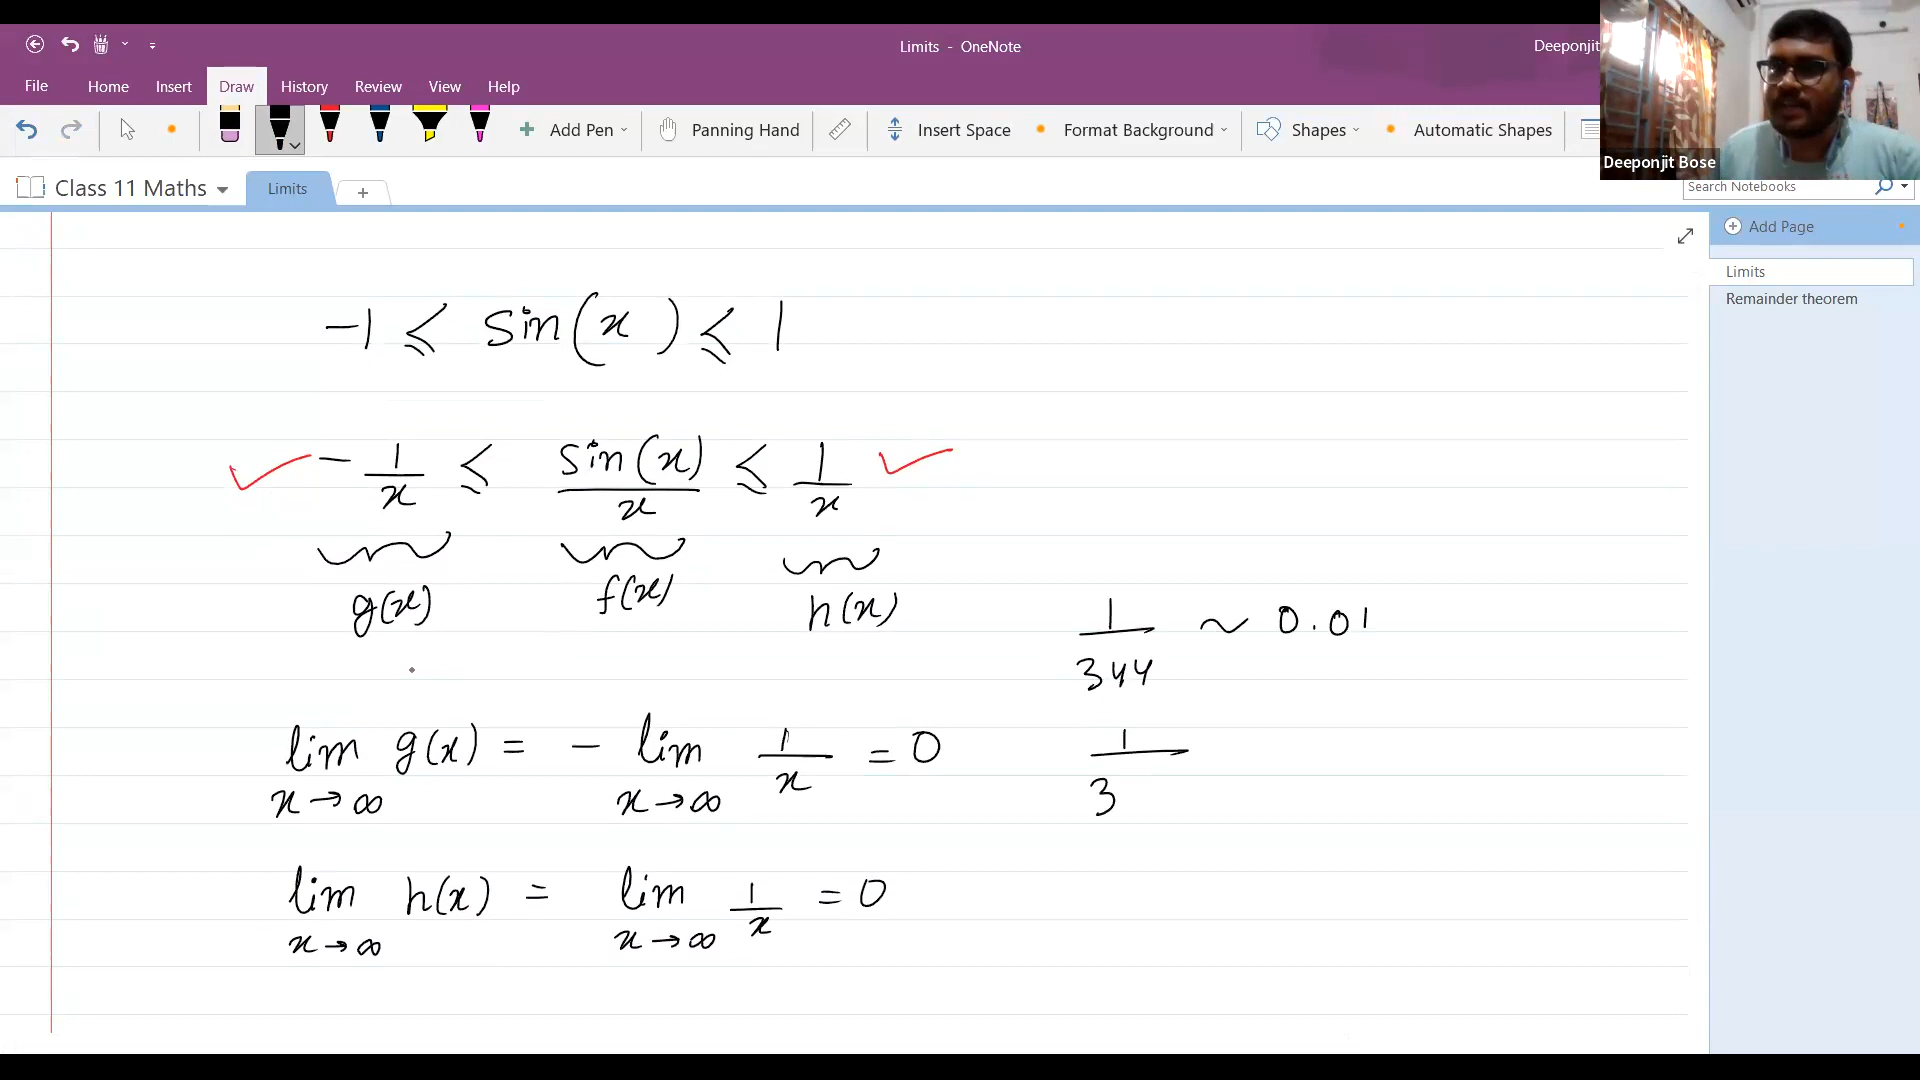 Limits - OneNote
Deeponjit
File Home Insert Draw History Review View Help
Add Pen Panning Hand Insert Space Format Background Shapes Automatic Shapes
Deeponjit Bose
Class 11 Maths Limits +
Search Notebooks
Add Page
Limits
Remainder theorem
-1 ≤ sin(x) ≤ 1
-1/x ≤ sin(x)/x ≤ 1/x
g(x) f(x) h(x)
1/344 ~ 0.01
lim x→∞ g(x) = - lim x→∞ 1/x = 0
1/3
lim x→∞ h(x) = lim x→∞ 1/x = 0